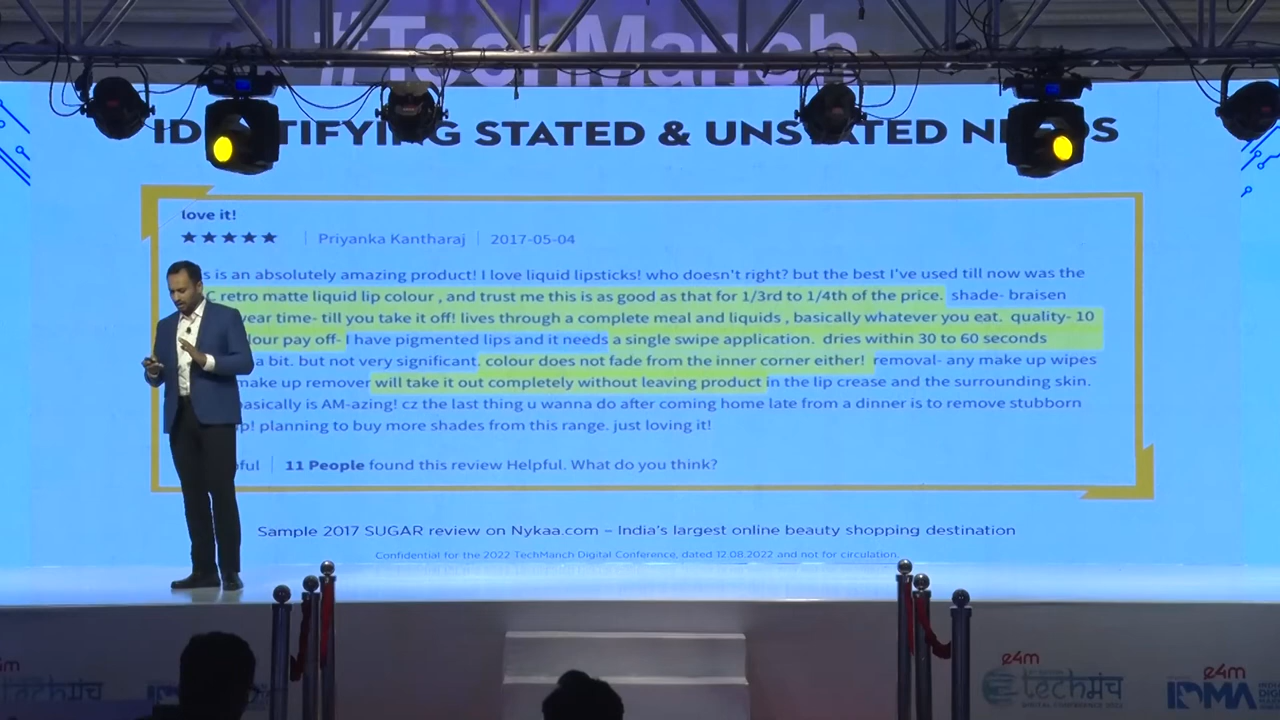 #TechManch
STATED & UNSTATED
love it!
Priyanka Kantharaj 2017-05-04
is an absolutely amazing product! I love liquid lipsticks! who doesn't right? but the best I've used till now was the
retro matte liquid lip colour , and trust me this is as good as that for 1/3rd to 1/4th of the price. shade- braisen
time- till you take it off! lives through a complete meal and liquids , basically whatever you eat. quality- 10
pay off- I have pigmented lips and it needs a single swipe application. dries within 30 to 60 seconds
a bit. but not very significant. colour does not fade from the inner corner either! removal- any make up wipes
make up remover will take it out completely without leaving product in the lip crease and the surrounding skin.
basically is AM-azing! cz the last thing u wanna do after coming home late from a dinner is to remove stubborn
planning to buy more shades from this range. just loving it!
11 People found this review Helpful. What do you think?
Sample 2017 SUGAR review on Nykaa.com – India's largest online beauty shopping destination
Confidential for the 2022 TechManch Digital Conference, dated 12.08.2022 and not for circulation.
e4m
techमंच
e4m
IDMA